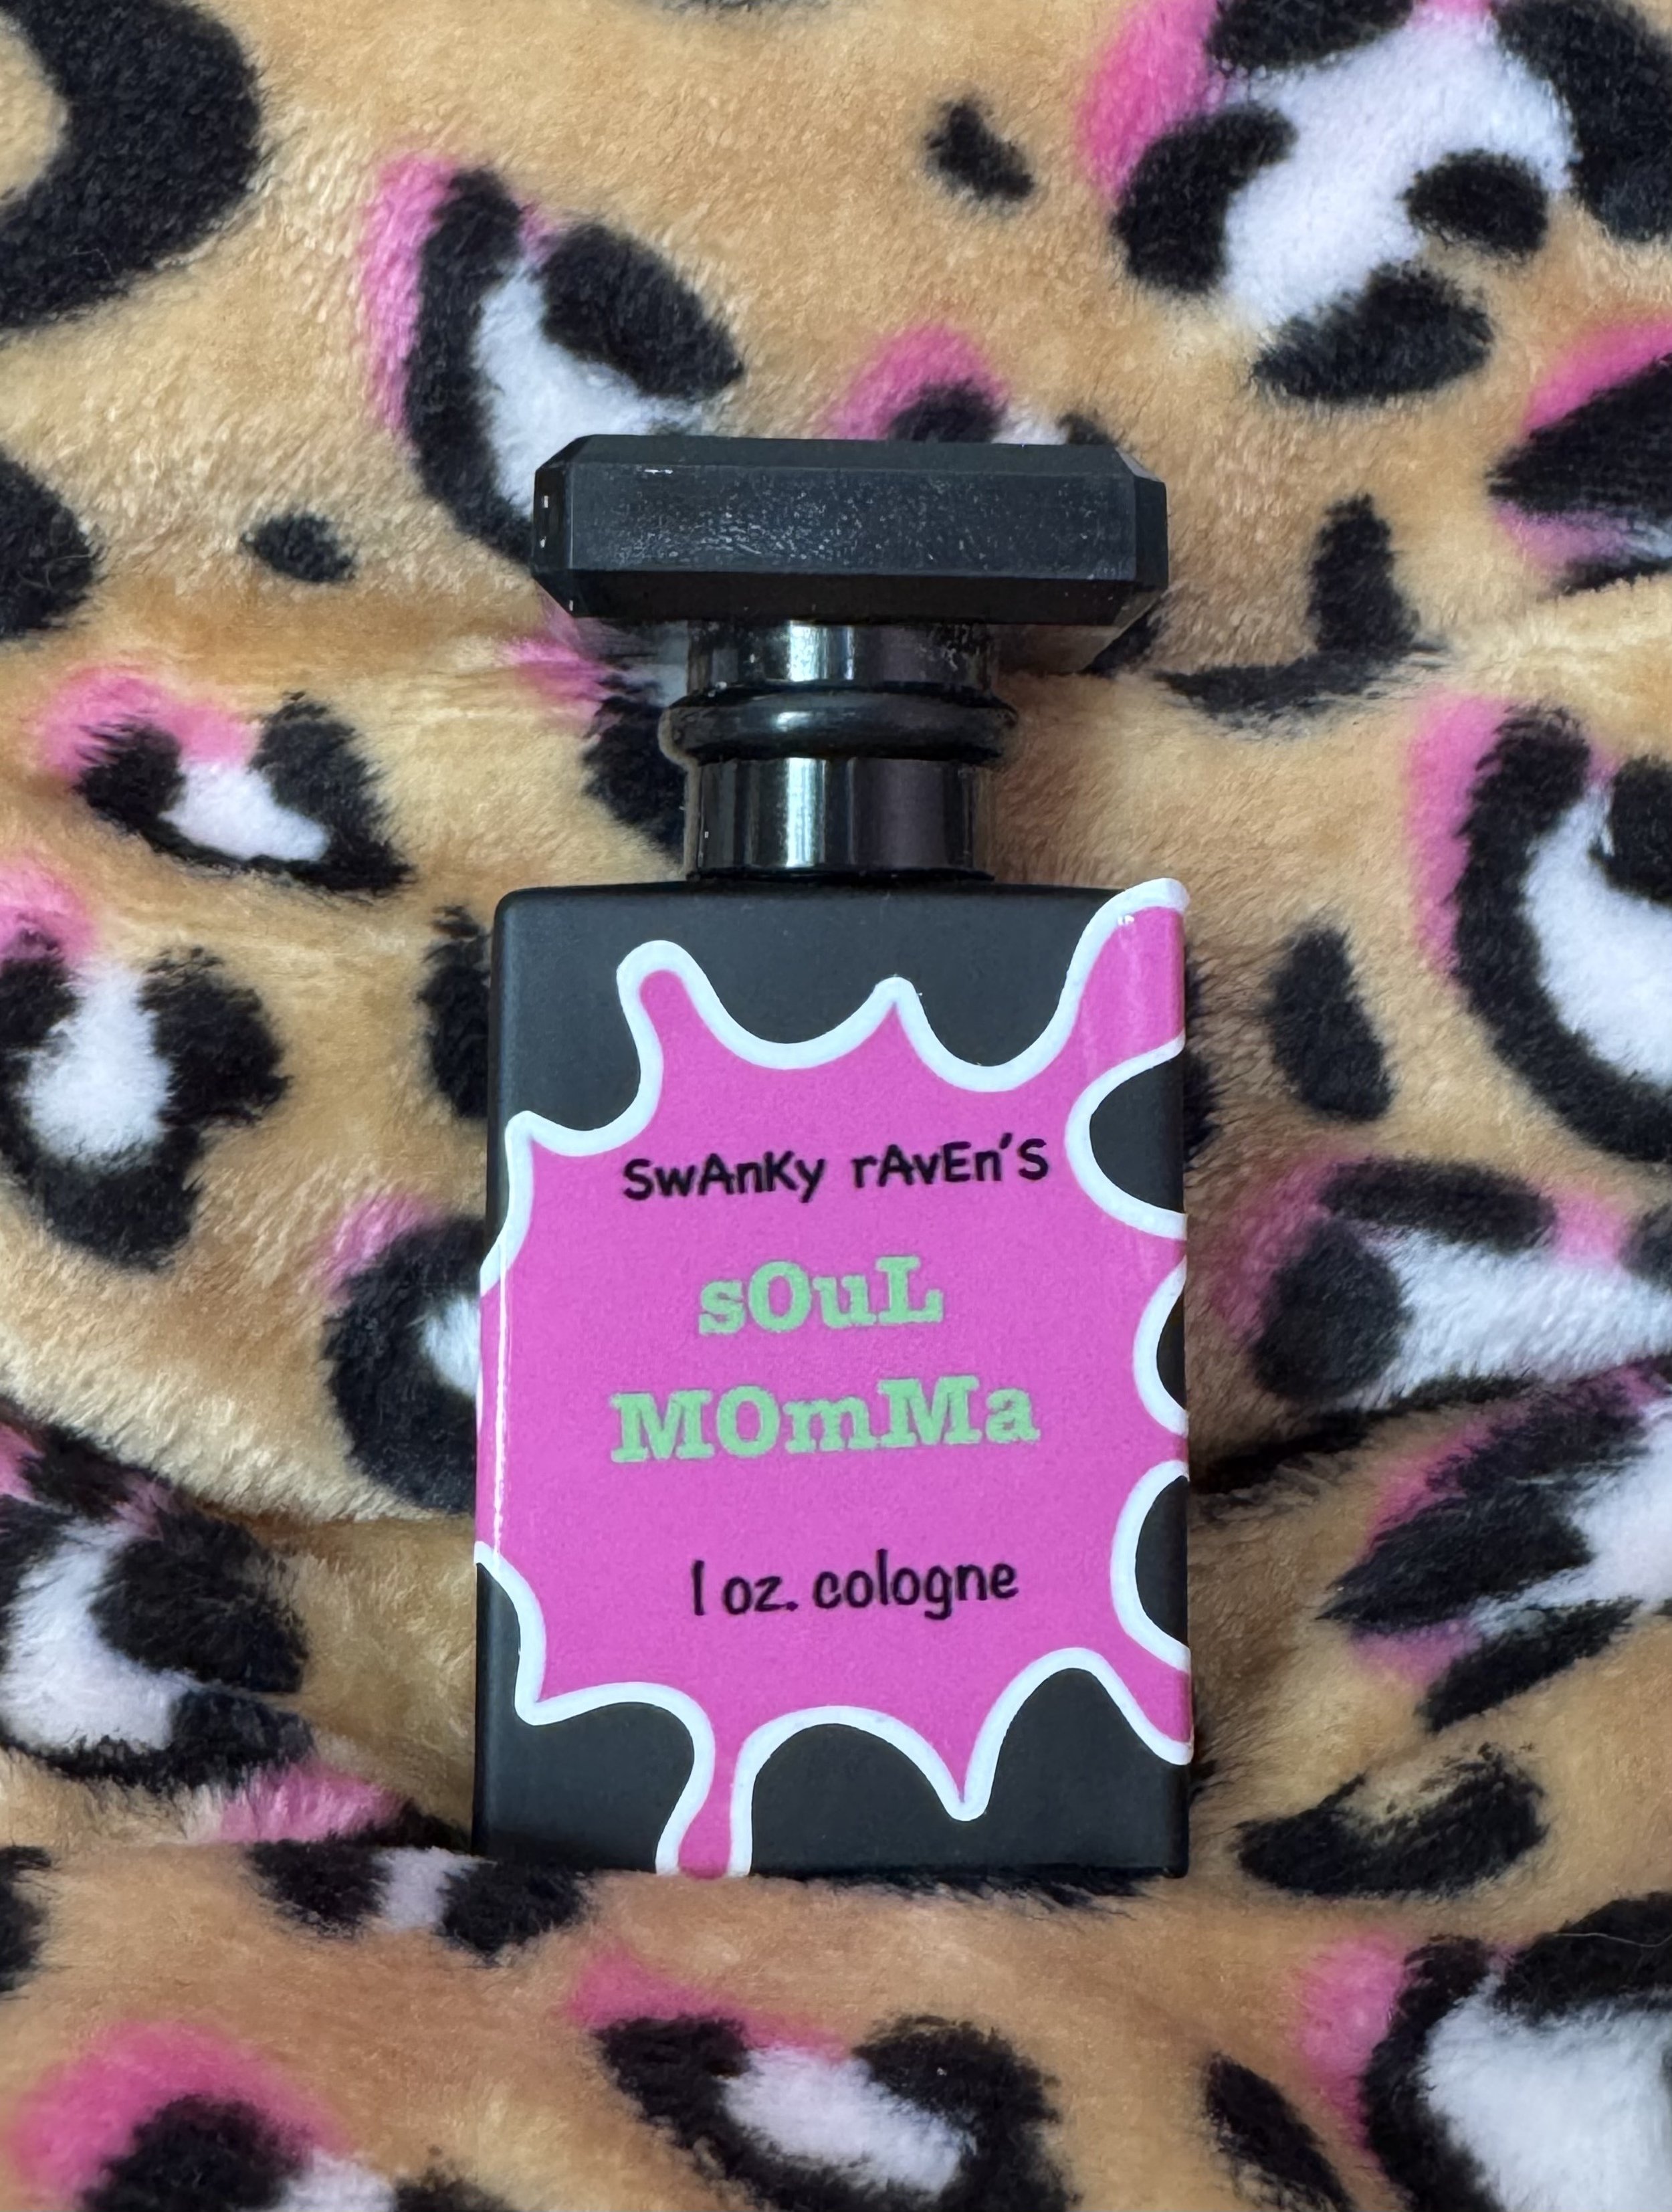 SwAnKy rAvEn'S
sOuL
MOmMa
1 oz. cologne